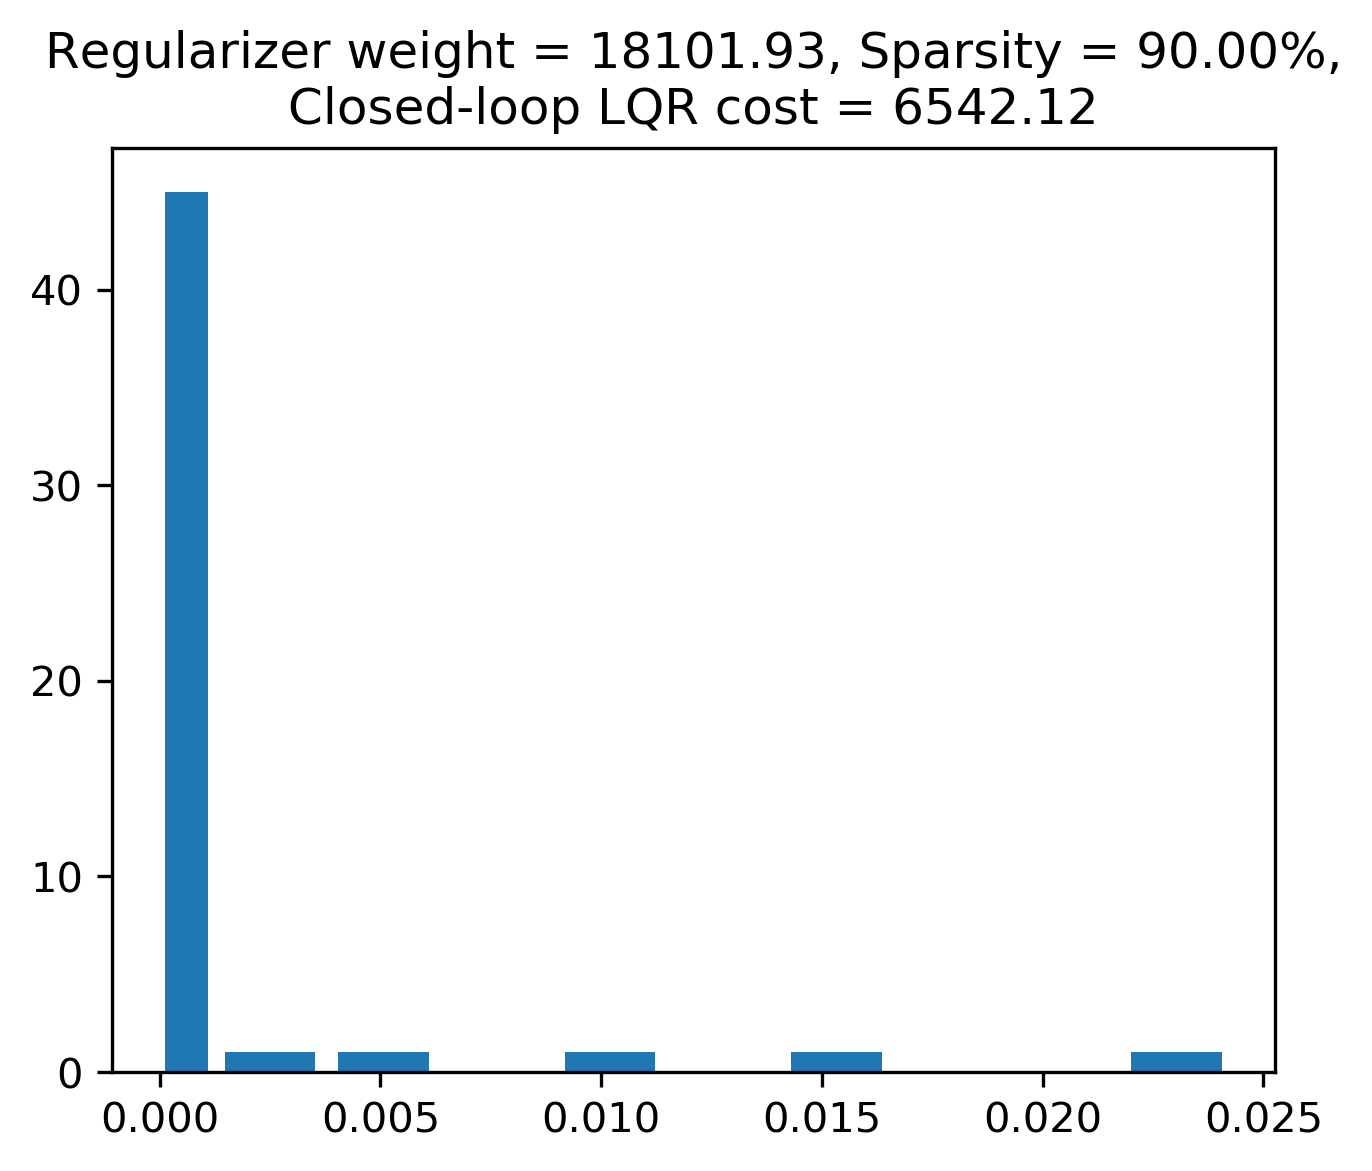 Regularizer weight = 18101.93, Sparsity = 90.00%,
Closed-loop LQR cost = 6542.12
40
30
20
10
0
0.000 0.005 0.010 0.015 0.020 0.025